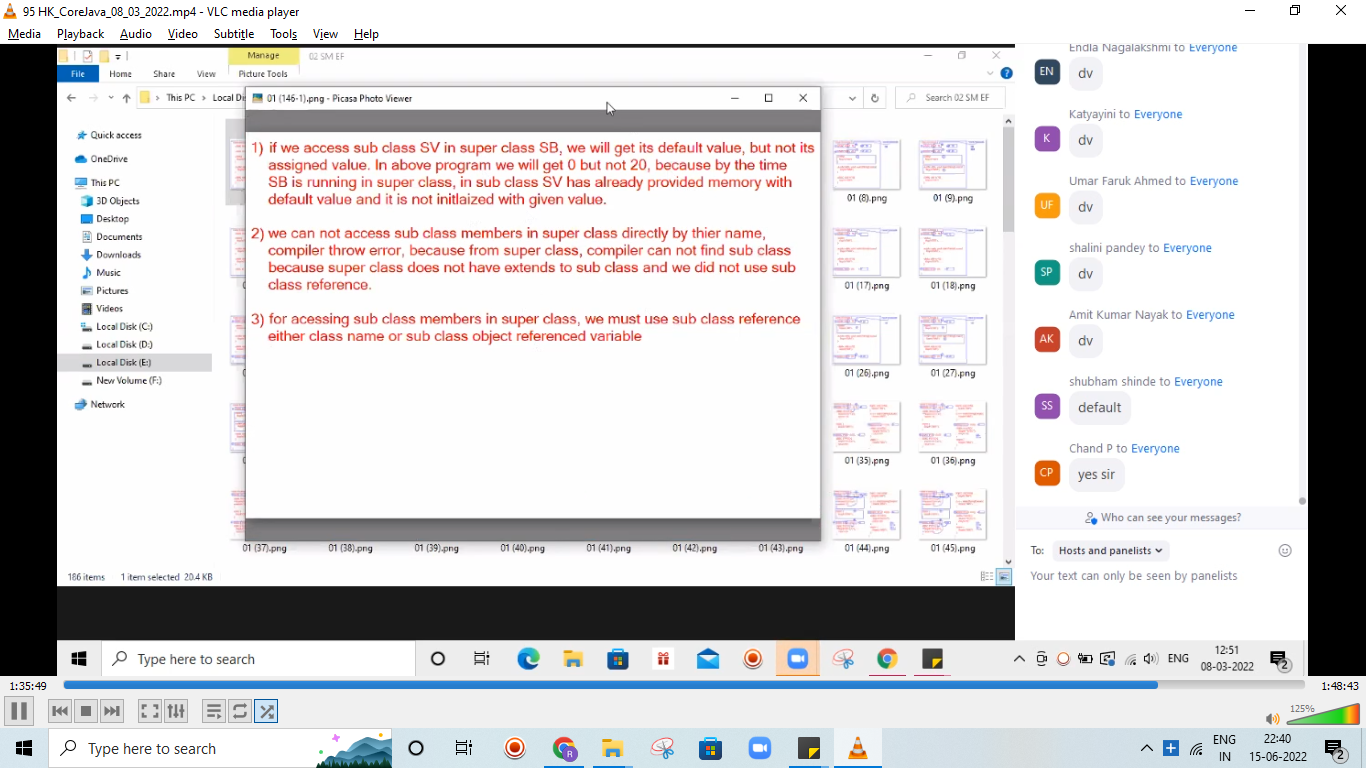 95 HK_CoreJava_08_03_2022.mp4 - VLC media player
Media Playback Audio Video Subtitle Tools View Help
Manage 02 SM EF
File Home Share View Picture Tools
This PC Local Di
Search 02 SM EF
01 (146-1).png - Picasa Photo Viewer
Quick access
OneDrive
This PC
3D Objects
Desktop
Documents
Downloads
Music
Pictures
Videos
Local Disk (C:)
Local Disk (D:)
Local Disk (E:)
New Volume (F:)
Network
1) if we access sub class SV in super class SB, we will get its default value, but not its
assigned value. In above program we will get 0 but not 20, because by the time
SB is running in super class, in sub class SV has already provided memory with
default value and it is not initlaized with given value.
2) we can not access sub class members in super class directly by thier name,
compiler throw error, because from super class, compiler can not find sub class
because super class does not have extends to sub class and we did not use sub
class reference.
3) for acessing sub class members in super class, we must use sub class reference
either class name or sub class object referenced variable
01 (8).png 01 (9).png
01 (17).png 01 (18).png
01 (26).png 01 (27).png
01 (35).png 01 (36).png
01 (37).png 01 (38).png 01 (39).png 01 (40).png 01 (41).png 01 (42).png 01 (43).png 01 (44).png 01 (45).png
186 items 1 item selected 20.4 KB
Endla Nagalakshmi to Everyone
EN
dv
Katyayini to Everyone
K
dv
Umar Faruk Ahmed to Everyone
UF
dv
shalini pandey to Everyone
SP
dv
Amit Kumar Nayak to Everyone
AK
dv
shubham shinde to Everyone
SS
default
Chand P to Everyone
CP
yes sir
Who can see your messages?
To: Hosts and panelists
Your text can only be seen by panelists
Type here to search
ENG
12:51
08-03-2022
2
1:35:49
1:48:43
125%
Type here to search
R
ENG
IN
22:40
15-06-2022
2